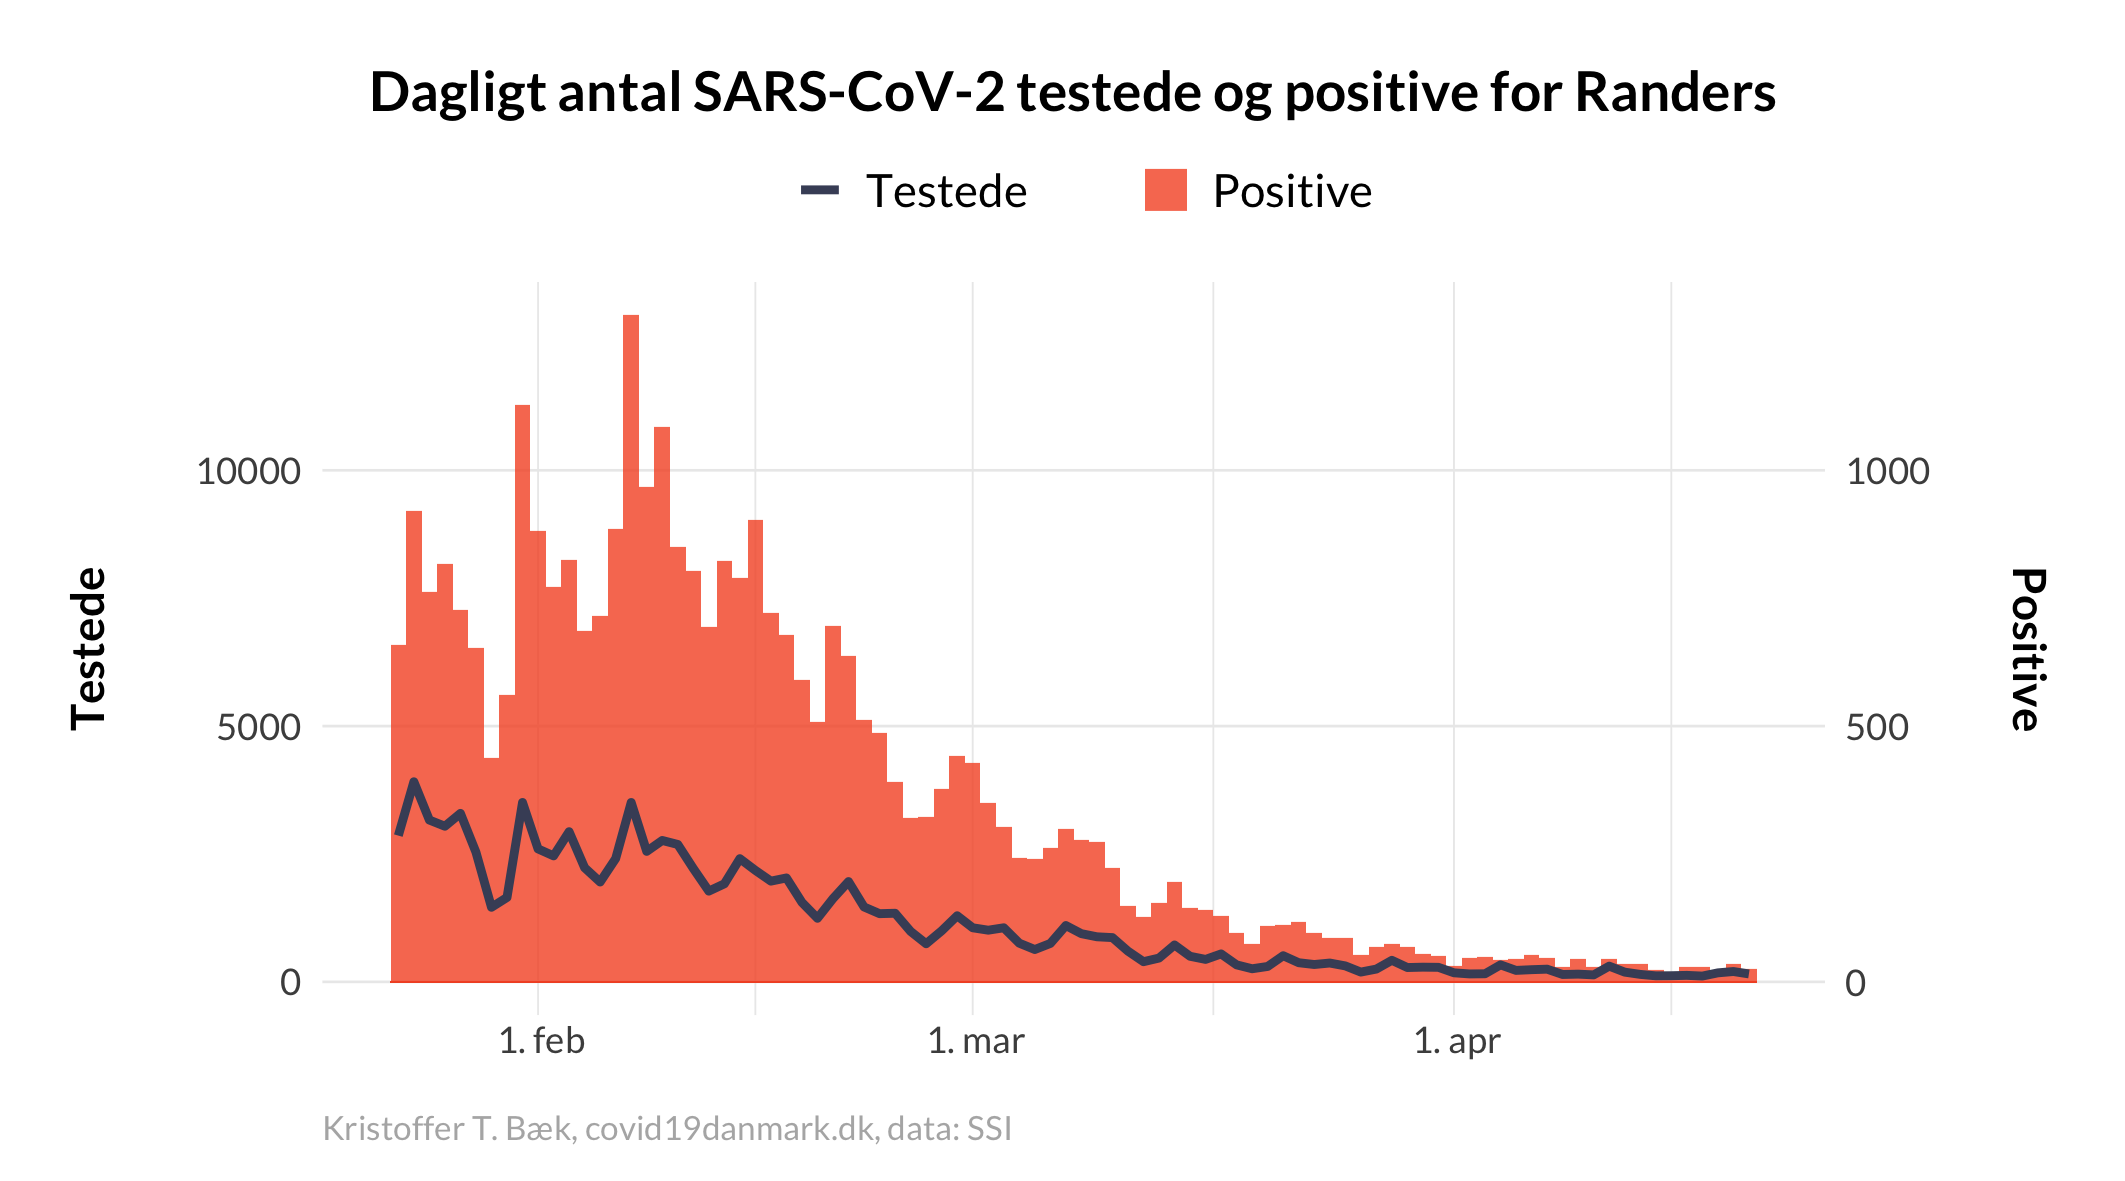 Dagligt antal SARS-CoV-2 testede og positive for Randers
Testede
Positive
10000
5000
0
Testede
1000
500
0
Positive
1. feb
1. mar
1. apr
Kristoffer T. Bæk, covid19danmark.dk, data: SSI